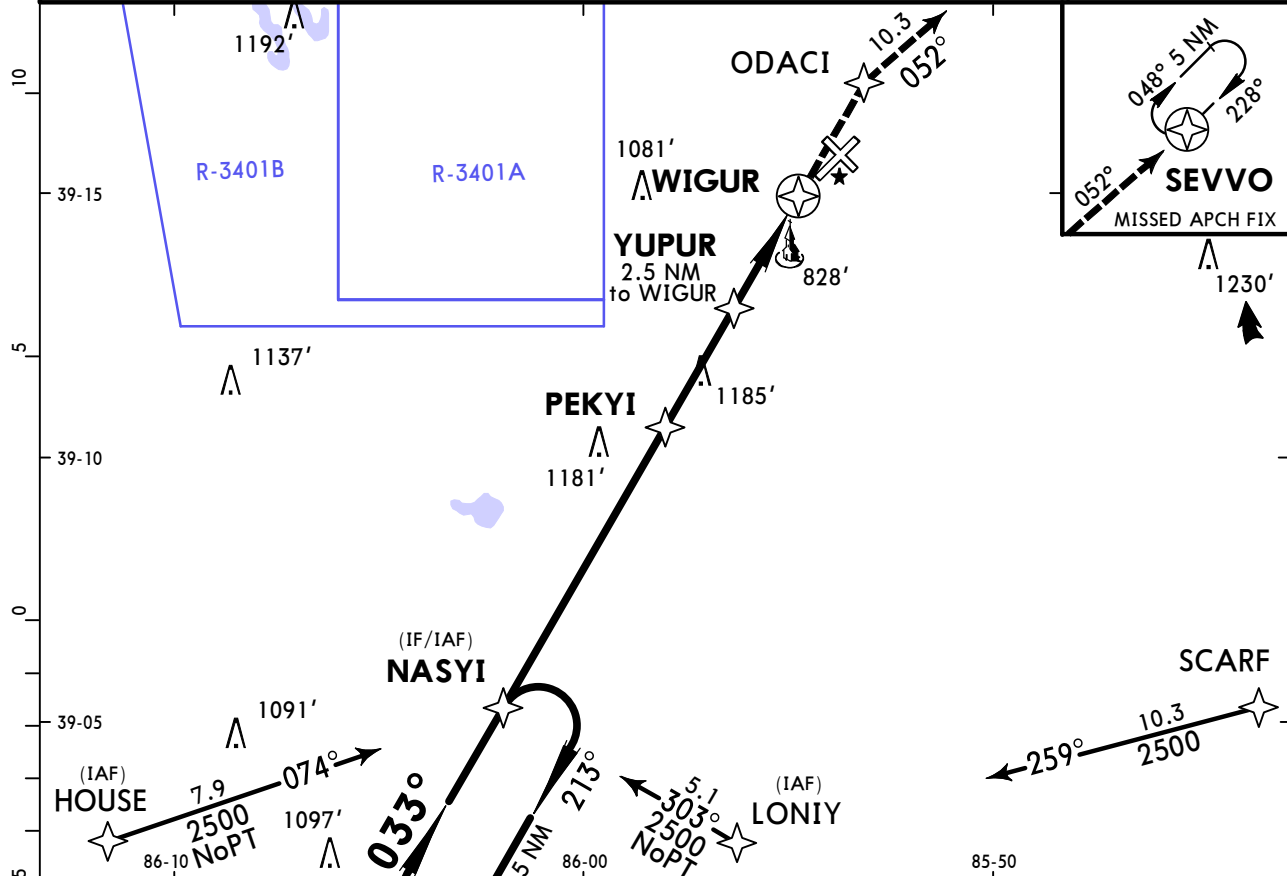 1192'
10
ODACI
10.3
052°
048° 5 NM
228°
052°
SEVVO
MISSED APCH FIX
1230'
R-3401B
R-3401A
1081'
WIGUR
39-15
YUPUR
2.5 NM
to WIGUR
828'
5
1137'
1185'
PEKYI
1181'
39-10
0
(IF/IAF)
NASYI
SCARF
39-05
1091'
10.3
259°
2500
(IAF)
HOUSE
7.9
074°
2500
NoPT
1097'
033°
213°
5 NM
5.1
303°
2500
NoPT
(IAF)
LONIY
86-10
86-00
85-50
5